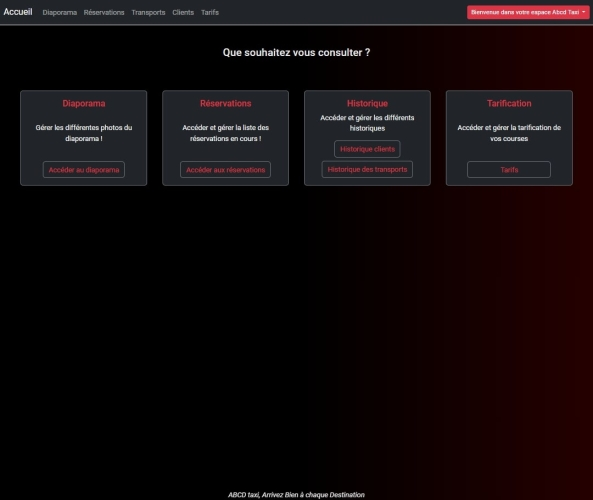 Accueil Diaporama Réservations Transports Clients Tarifs Bienvenue dans votre espace Abcd Taxi
Que souhaitez vous consulter ?
Diaporama
Gérer les différentes photos du
diaporama !
Accéder au diaporama
Réservations
Accéder et gérer la liste des
réservations en cours !
Accéder aux réservations
Historique
Accéder et gérer les différents
historiques
Historique clients
Historique des transports
Tarification
Accéder et gérer la tarification de
vos courses
Tarifs
ABCD taxi, Arrivez Bien à chaque Destination